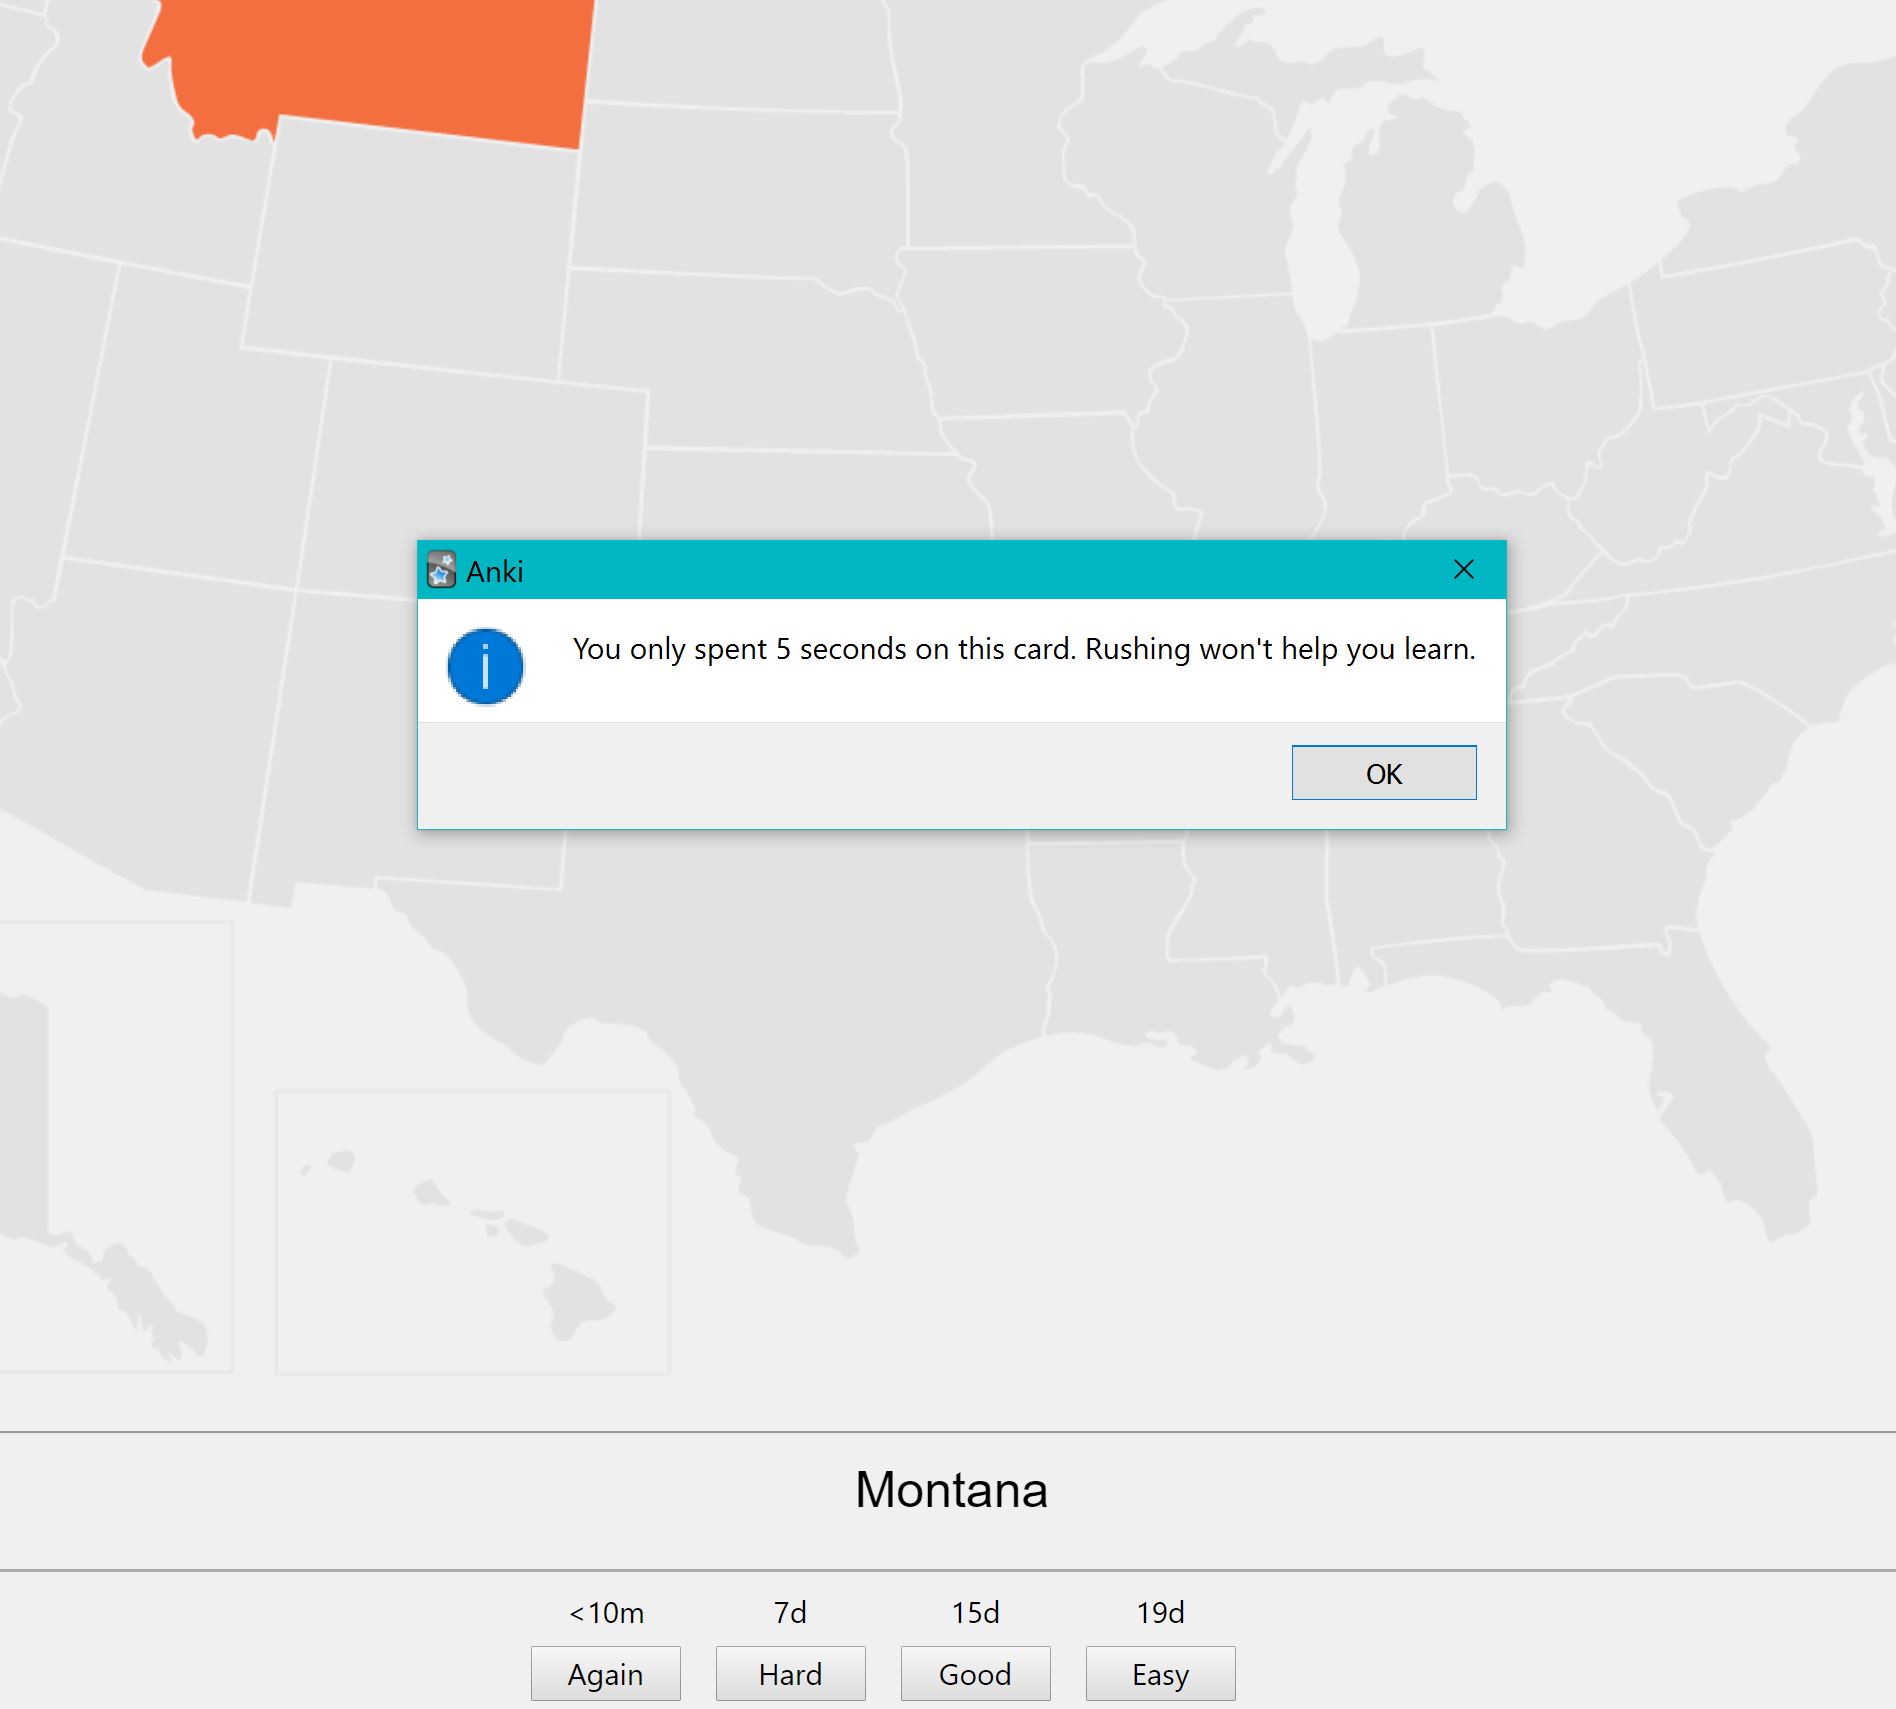 Anki
You only spent 5 seconds on this card. Rushing won't help you learn.
OK
Montana
<10m 7d 15d 19d
Again Hard Good Easy